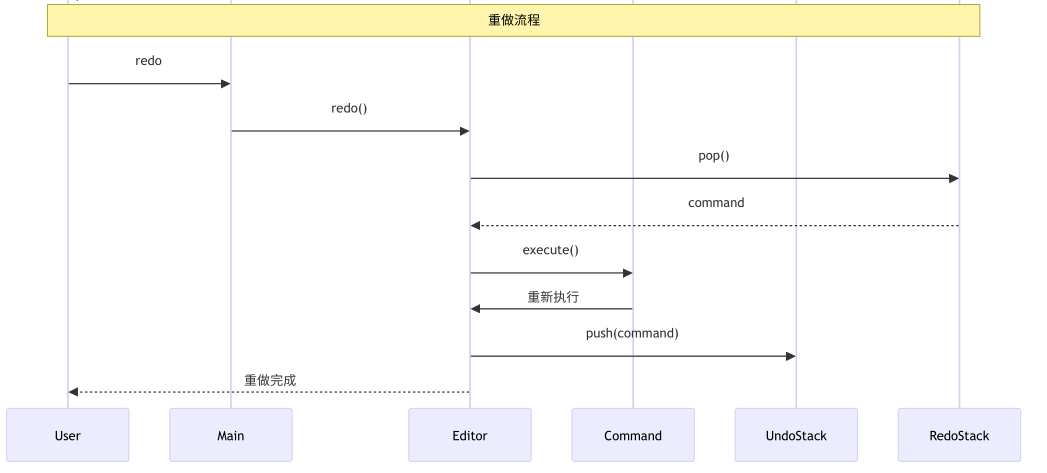 重做流程
redo
redo()
pop()
command
execute()
重新执行
push(command)
重做完成
User
Main
Editor
Command
UndoStack
RedoStack